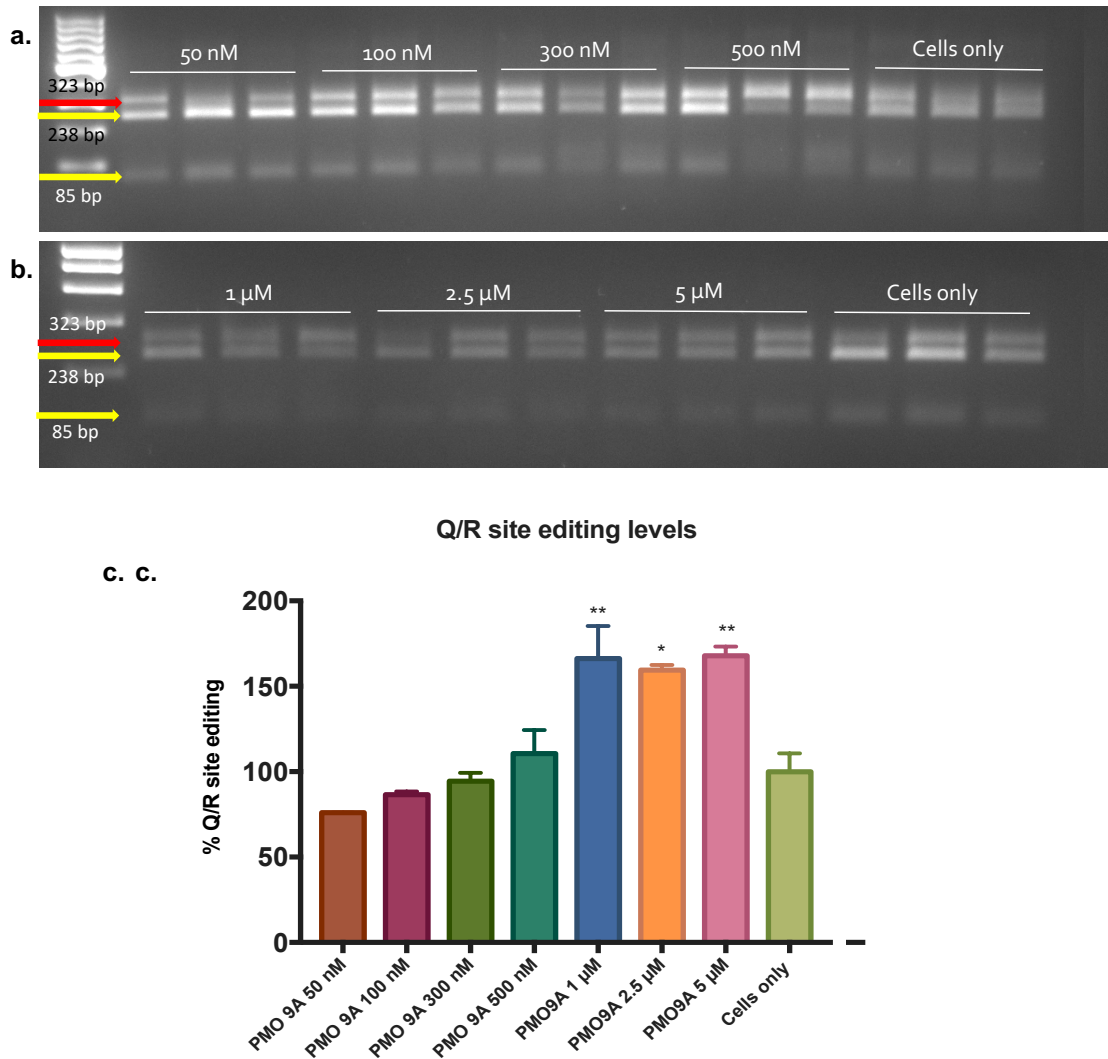 a.
50 nM
100 nM
300 nM
500 nM
Cells only
323 bp
238 bp
85 bp
b.
1 µM
2.5 µM
5 µM
Cells only
323 bp
238 bp
85 bp
Q/R site editing levels
c. c.
% Q/R site editing
200
150
100
50
0
**
*
**
PMO 9A 50 nM
PMO 9A 100 nM
PMO 9A 300 nM
PMO 9A 500 nM
PMO9A 1 µM
PMO9A 2.5 µM
PMO9A 5 µM
Cells only